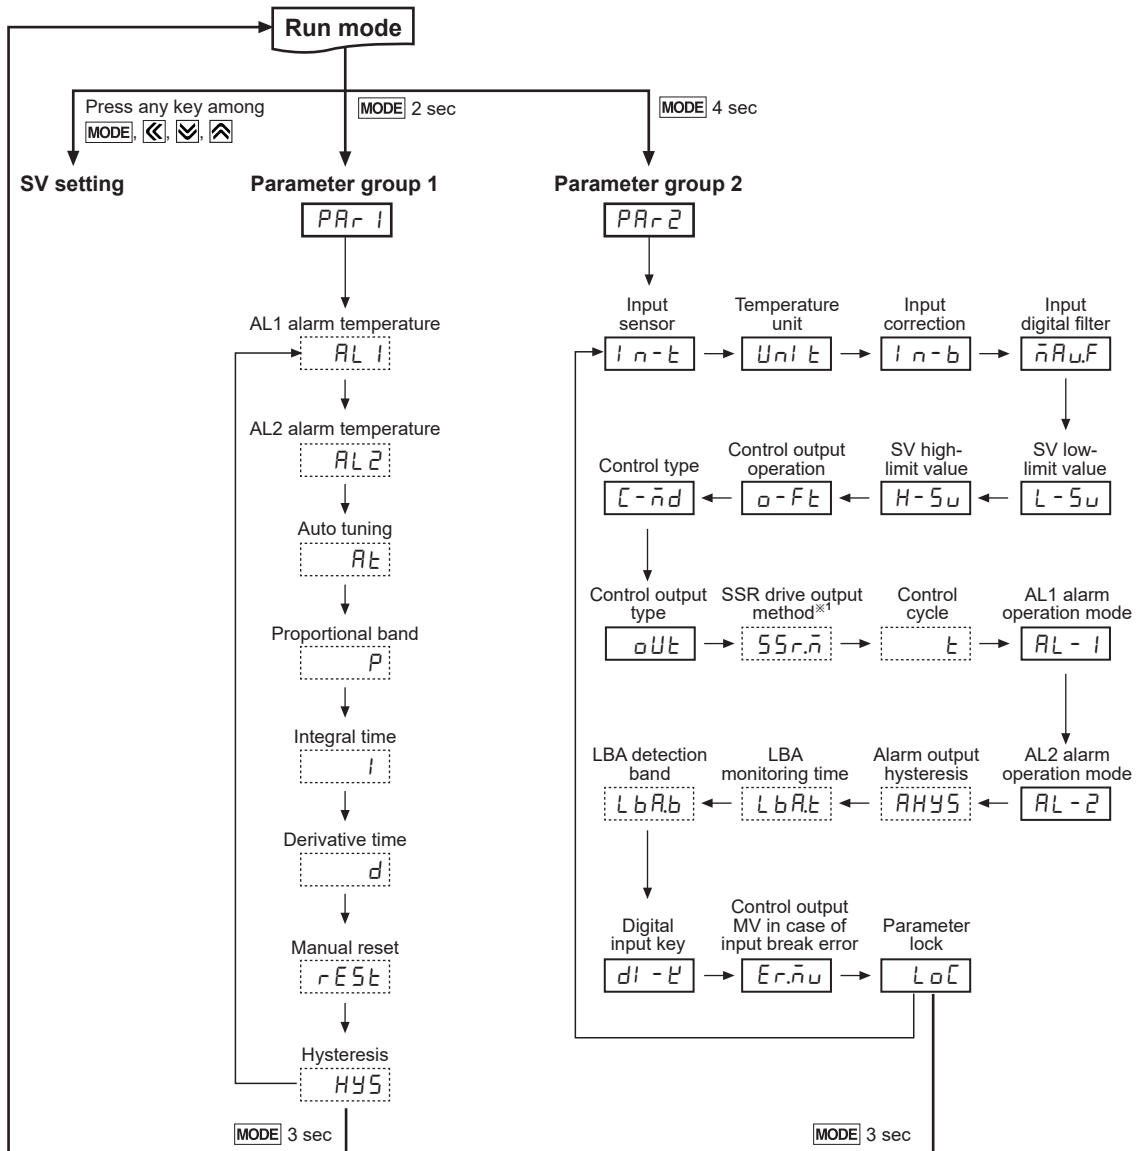 Run mode
Press any key among
MODE, «, ,
MODE 2 sec
MODE 4 sec
SV setting
Parameter group 1
PAr1
AL1 alarm temperature
AL1
AL2 alarm temperature
AL2
Auto tuning
At
Proportional band
P
Integral time
I
Derivative time
d
Manual reset
rESt
Hysteresis
HYS
MODE 3 sec
Parameter group 2
PAr2
Input
sensor
In-t
Temperature
unit
UnIt
Input
correction
In-b
Input
digital filter
mAv.F
Control type
C-md
Control output
operation
o-Ft
SV high-
limit value
H-Sv
SV low-
limit value
L-Sv
Control output
type
oUt
SSR drive output
method※1
SSr.m
Control
cycle
t
AL1 alarm
operation mode
AL-1
LBA detection
band
LbA.b
LBA
monitoring time
LbA.t
Alarm output
hysteresis
AHYS
AL2 alarm
operation mode
AL-2
Digital
input key
dI-K
Control output
MV in case of
input break error
Er.mv
Parameter
lock
LoC
MODE 3 sec